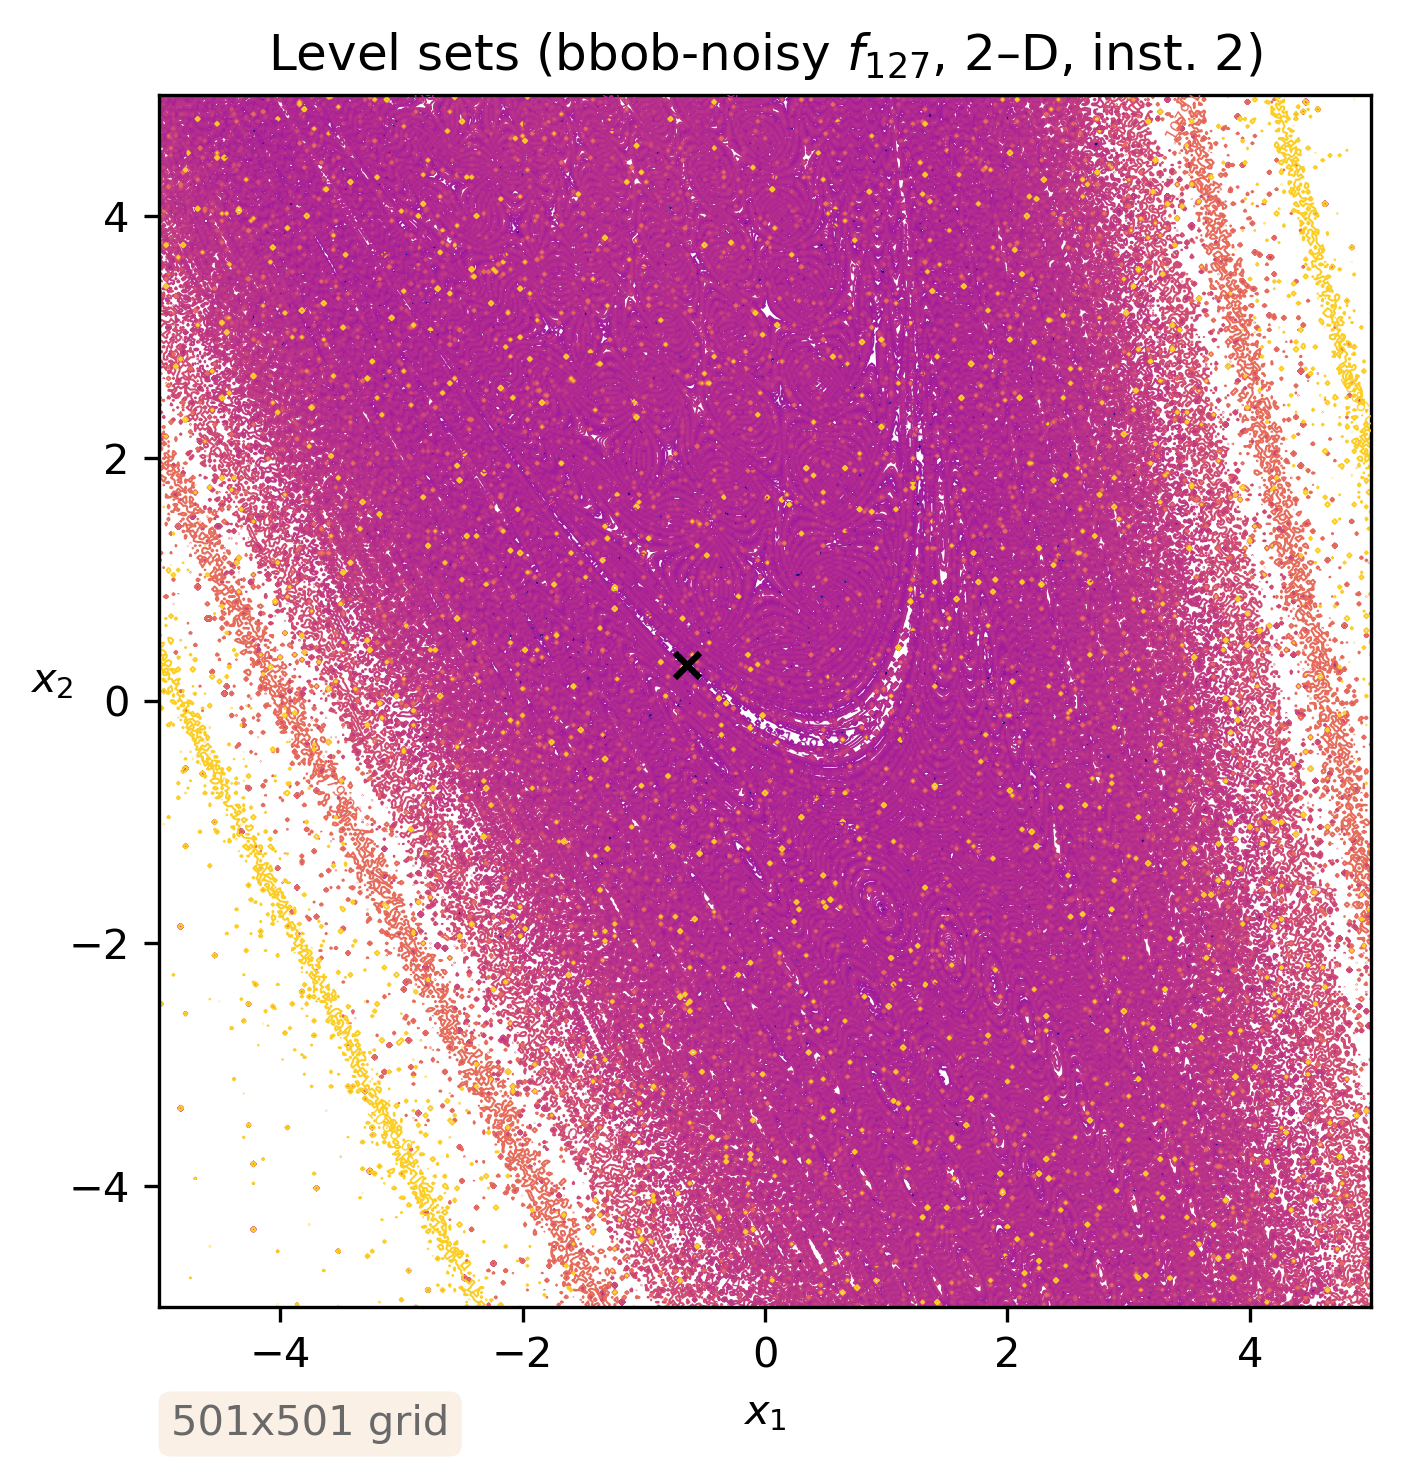 Level sets (bbob-noisy f₁₂₇, 2–D, inst. 2)
4
2
x₂
0
−2
−4
−4 −2 0 2 4
x₁
501x501 grid